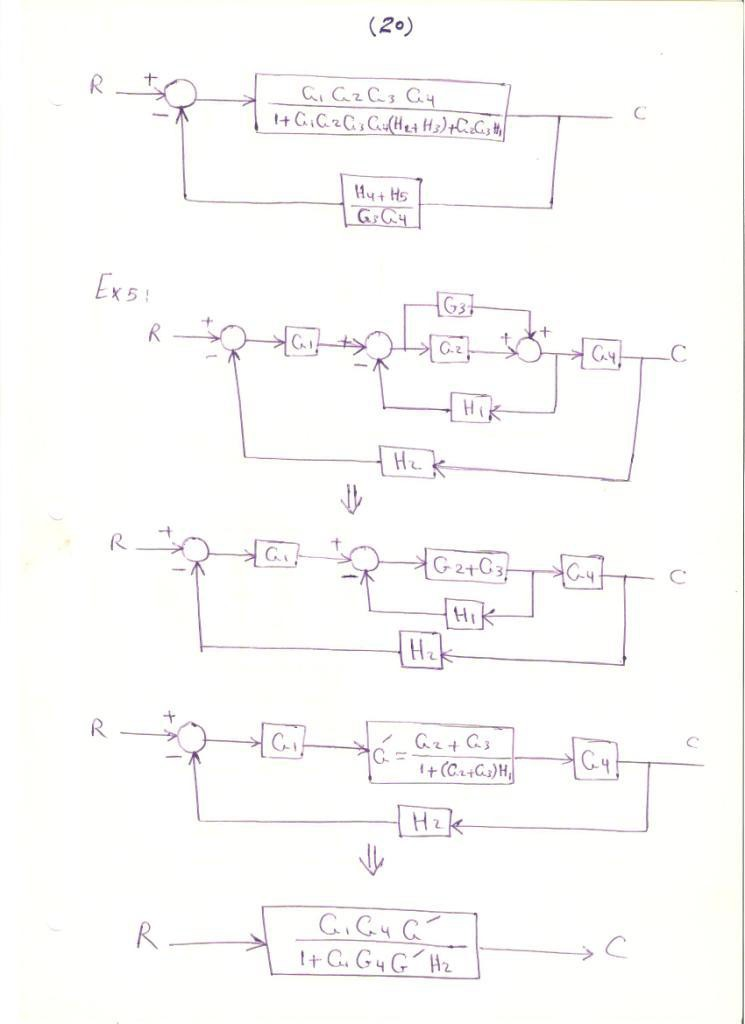 (20)
R + − G1 G2 G3 G4 C
1+G1G2G3G4(H2+H3)+G2G3H1
H4+H5
G3G4
Ex5:
G3
R + − G1 + − G2 + + G4 C
H1
H2
⇓
R + − G1 + − G2+G3 G4 C
H1
H2
R + − G1 G′= G2+G3 G4 C
1+(G2+G3)H1
H2
⇓
R G1G4G′ C
1+G1G4G′H2